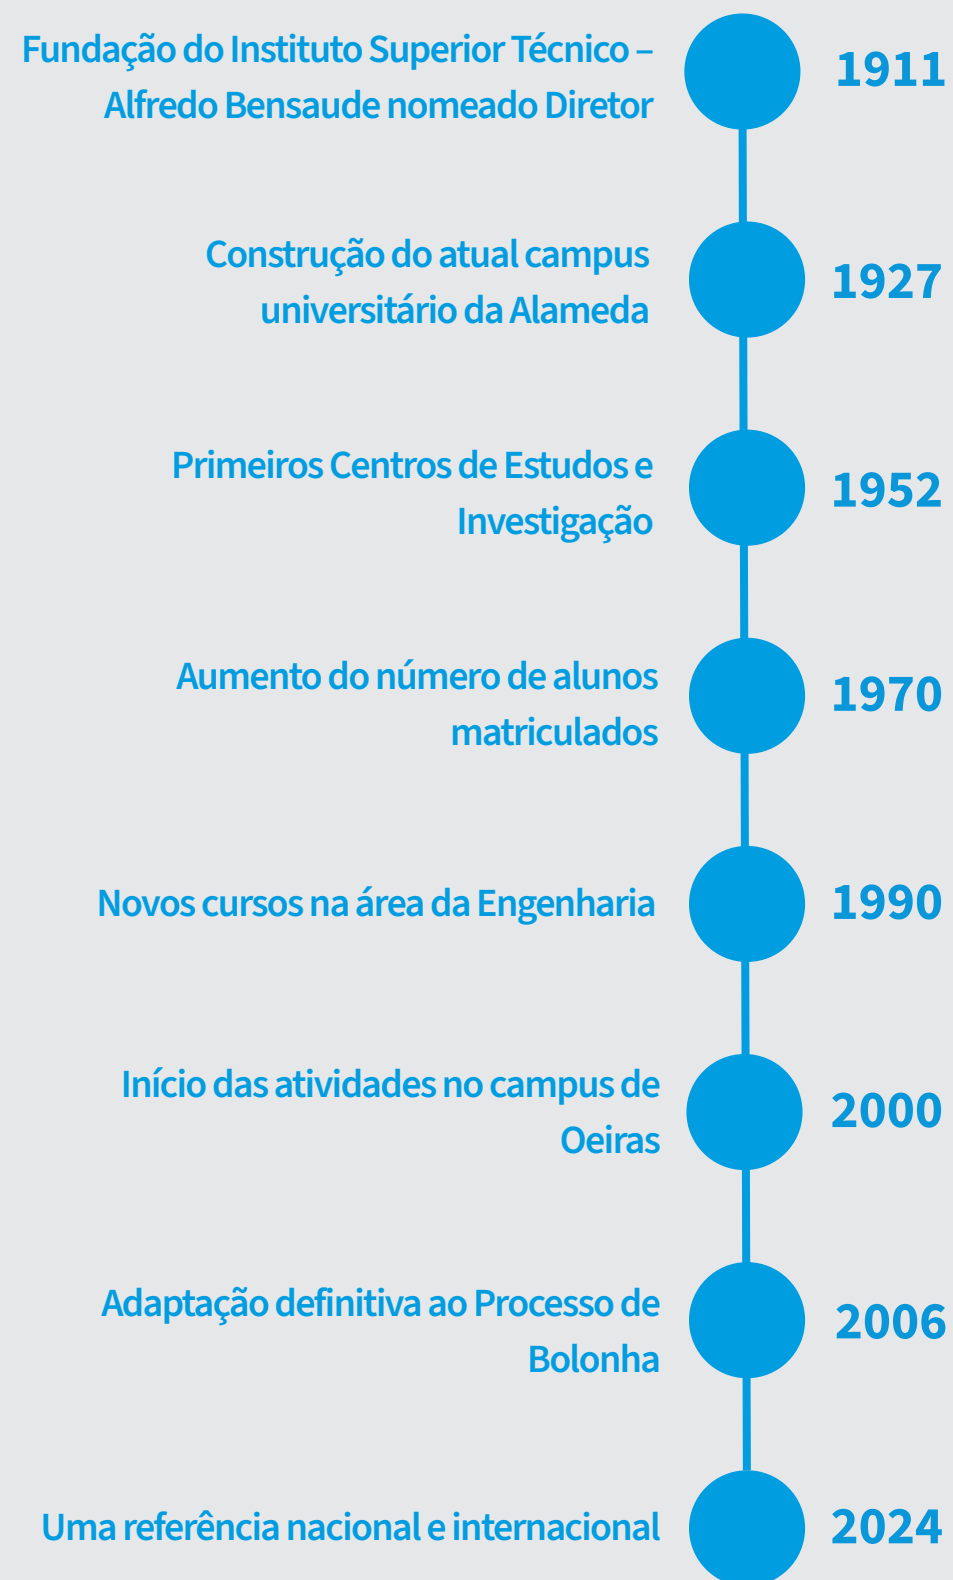 Fundação do Instituto Superior Técnico –
Alfredo Bensaude nomeado Diretor
1911
Construção do atual campus
universitário da Alameda
1927
Primeiros Centros de Estudos e
Investigação
1952
Aumento do número de alunos
matriculados
1970
Novos cursos na área da Engenharia
1990
Início das atividades no campus de
Oeiras
2000
Adaptação definitiva ao Processo de
Bolonha
2006
Uma referência nacional e internacional
2024